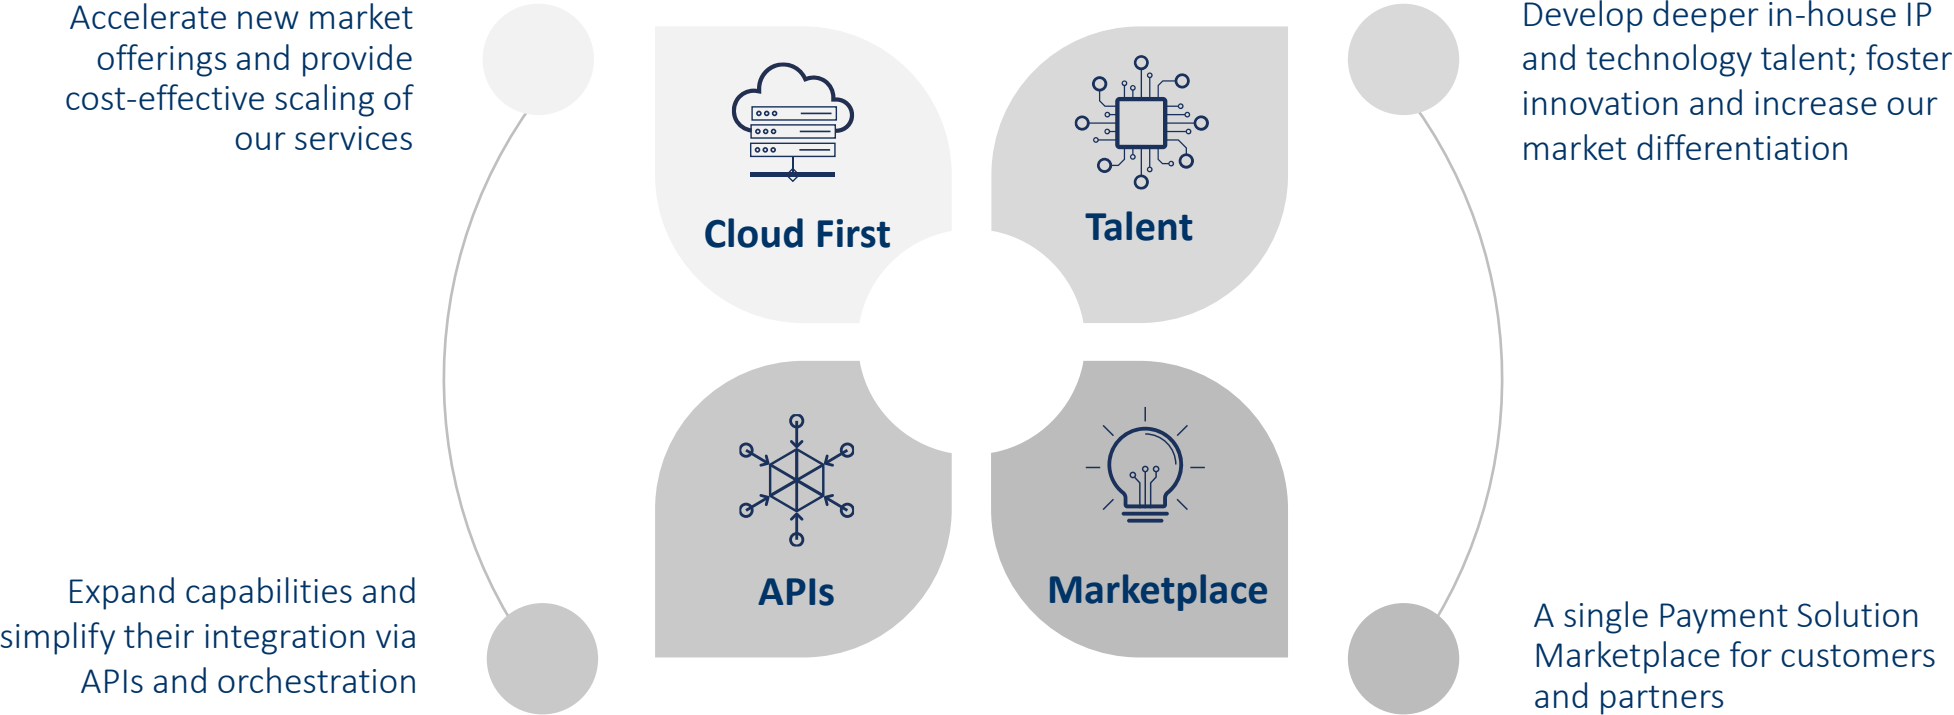 Accelerate new market
offerings and provide
cost-effective scaling of
our services
Cloud First
Talent
Develop deeper in-house IP
and technology talent; foster
innovation and increase our
market differentiation
Expand capabilities and
simplify their integration via
APIs and orchestration
APIs
Marketplace
A single Payment Solution
Marketplace for customers
and partners